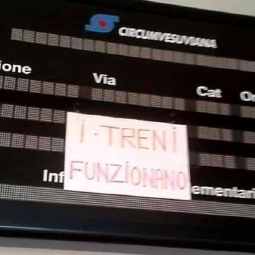 CIRCUMVESUVIANA
ione Via Cat Or
i-TRENi
FUNZiONANO
Inf ementari